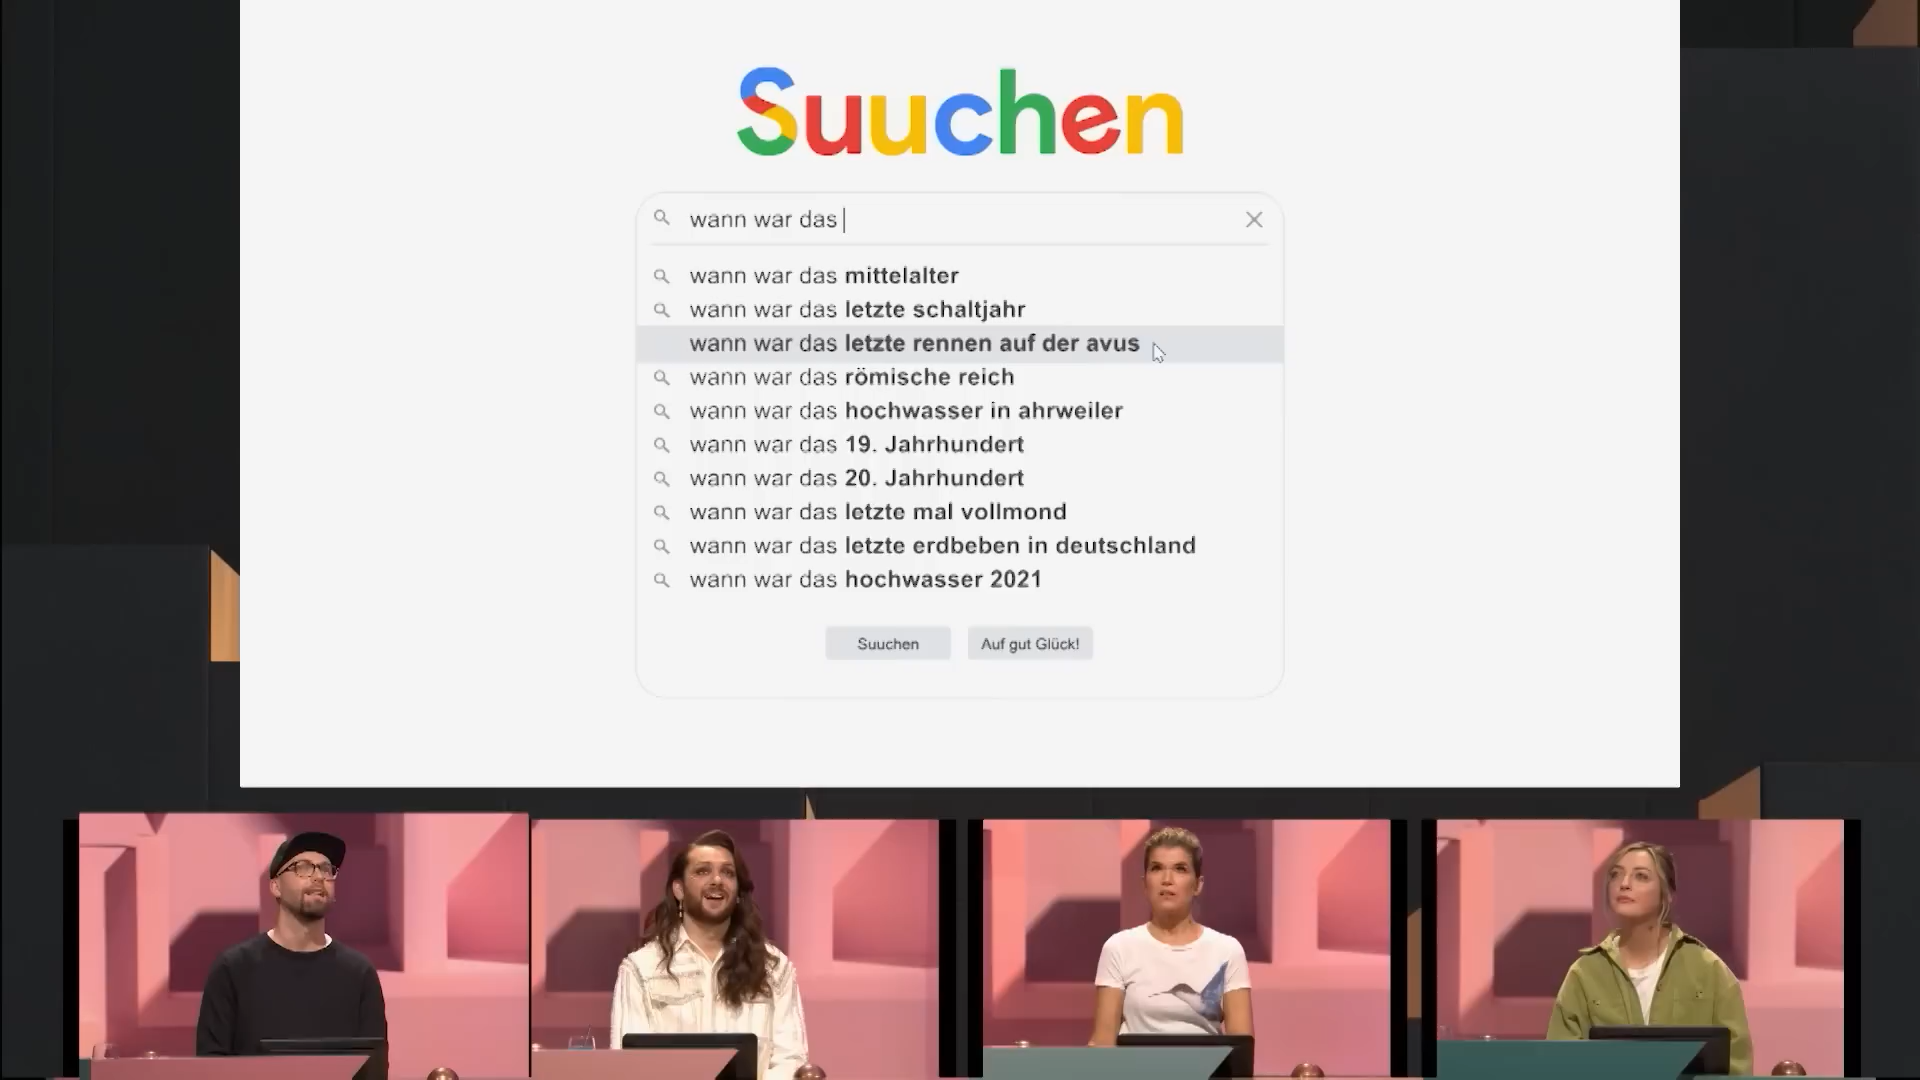 Suuchen
wann war das
wann war das mittelalter
wann war das letzte schaltjahr
wann war das letzte rennen auf der avus
wann war das römische reich
wann war das hochwasser in ahrweiler
wann war das 19. Jahrhundert
wann war das 20. Jahrhundert
wann war das letzte mal vollmond
wann war das letzte erdbeben in deutschland
wann war das hochwasser 2021
Suuchen Auf gut Glück!